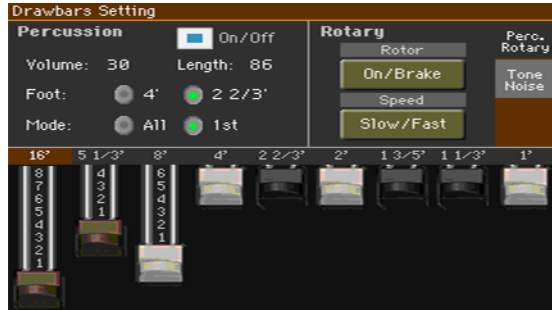 Drawbars Setting
Percussion
On/Off
Volume: 30 Length: 86
Foot: 4' 2 2/3'
Mode: All 1st
Rotary
Rotor
On/Brake
Speed
Slow/Fast
Perc.
Rotary
Tone
Noise
16' 5 1/3' 8' 4' 2 2/3' 2' 1 3/5' 1 1/3' 1'
8 4 6
7 3 5
6 2 4
5 1 3
4 2
3 1
2
1